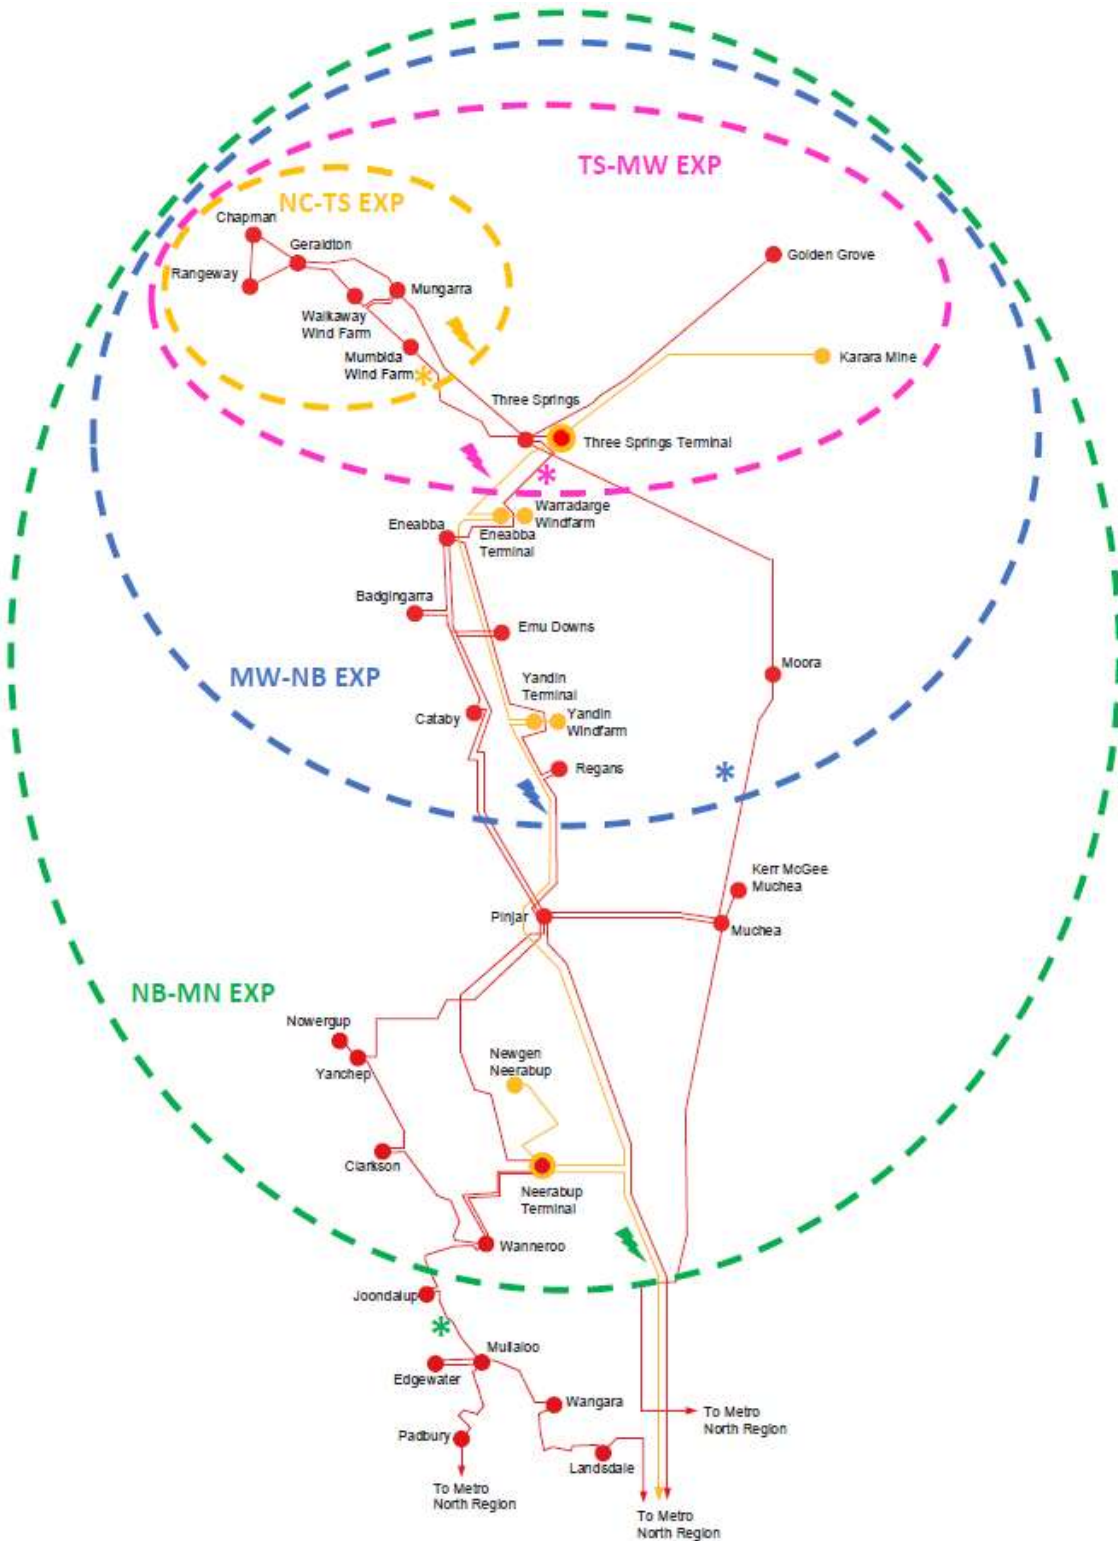 TS-MW EXP
NC-TS EXP
Chapman
Geraldton
Golden Grove
Rangeway
Mungarra
Walkaway
Wind Farm
Mumbida
Wind Farm
*
Karara Mine
Three Springs
Three Springs Terminal
*
Warradarge
Windfarm
Eneabba
Eneabba
Terminal
Badgingarra
Emu Downs
MW-NB EXP
Moora
Yandin
Terminal
Cataby
Yandin
Windfarm
Regans
*
Kerr McGee
Muchea
Pinjar
Muchea
NB-MN EXP
Nowergup
Yanchep
Newgen
Neerabup
Clarkson
Neerabup
Terminal
Wanneroo
Joondalup
*
Mullaloo
Edgewater
Wangara
To Metro
North Region
Padbury
Landsdale
To Metro
North Region
To Metro
North Region